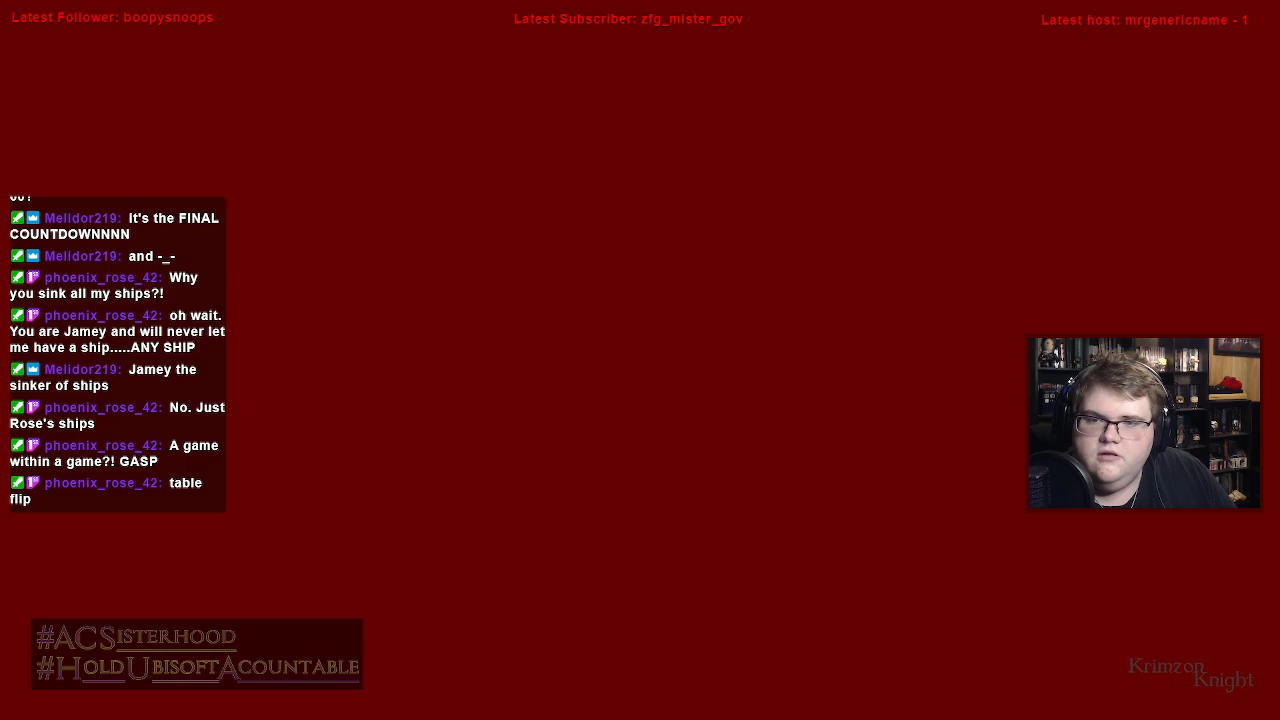 Latest Follower: boopysnoops
Latest Subscriber: zfg_mister_gov
Latest host: mrgenericname - 1
Melldor219: it's the FINAL
COUNTDOWNNNN
Melldor219: and -_-
phoenix_rose_42: Why
you sink all my ships?!
phoenix_rose_42: oh wait.
You are Jamey and will never let
me have a ship.....ANY SHIP
Melldor219: Jamey the
sinker of ships
phoenix_rose_42: No. Just
Rose's ships
phoenix_rose_42: A game
within a game?! GASP
phoenix_rose_42: table
flip
#ACSisterhood
#HoldUbisoftAcountable
Krimzon
Knight